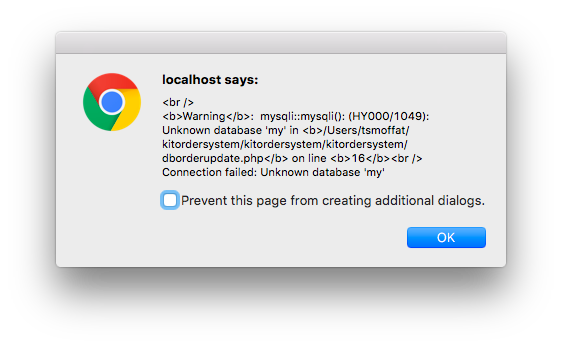 localhost says:
<br />
<b>Warning</b>:  mysqli::mysqli(): (HY000/1049):
Unknown database 'my' in <b>/Users/tsmoffat/
kitordersystem/kitordersystem/kitordersystem/
dborderupdate.php</b> on line <b>16</b><br />
Connection failed: Unknown database 'my'
Prevent this page from creating additional dialogs.
OK